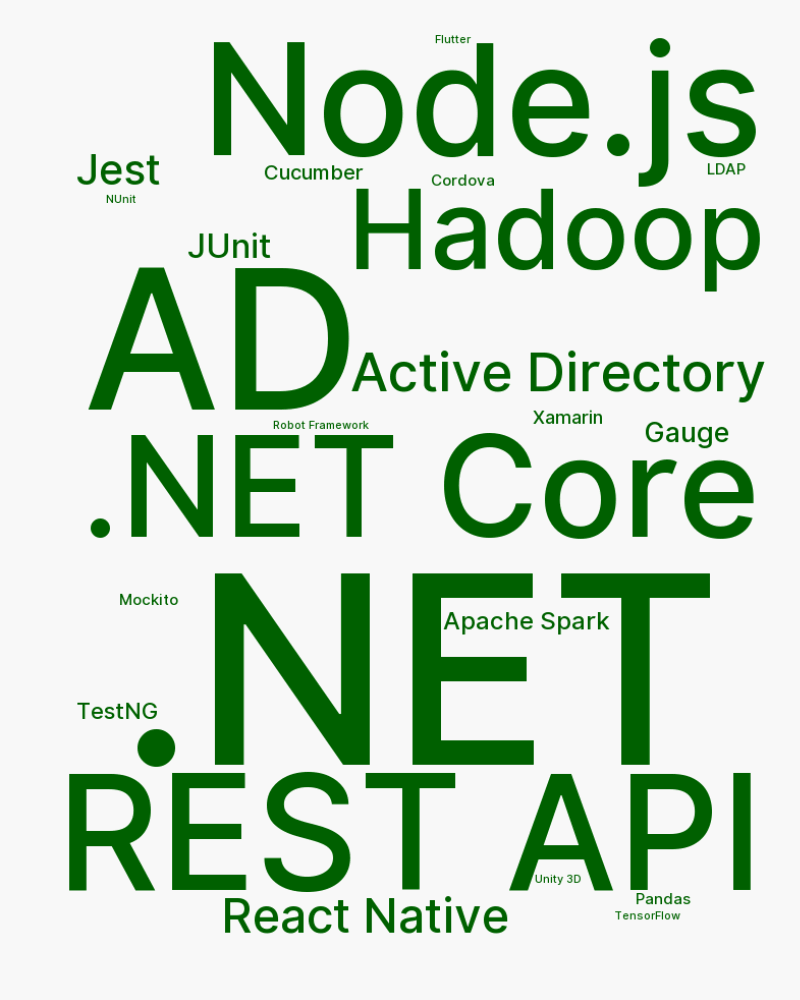 Flutter
Node.js
Jest
Cucumber
LDAP
Cordova
NUnit
Hadoop
JUnit
AD
Active Directory
Xamarin
Robot Framework
Gauge
.NET Core
Mockito
Apache Spark
.NET
TestNG
REST API
Unity 3D
Pandas
React Native
TensorFlow